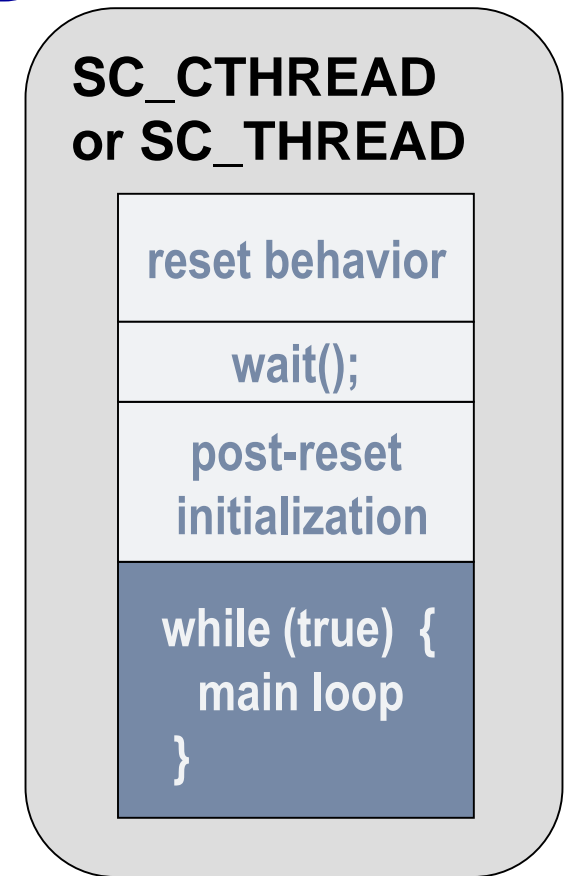 SC_CTHREAD
or SC_THREAD
reset behavior
wait();
post-reset
initialization
while (true) {
main loop
}